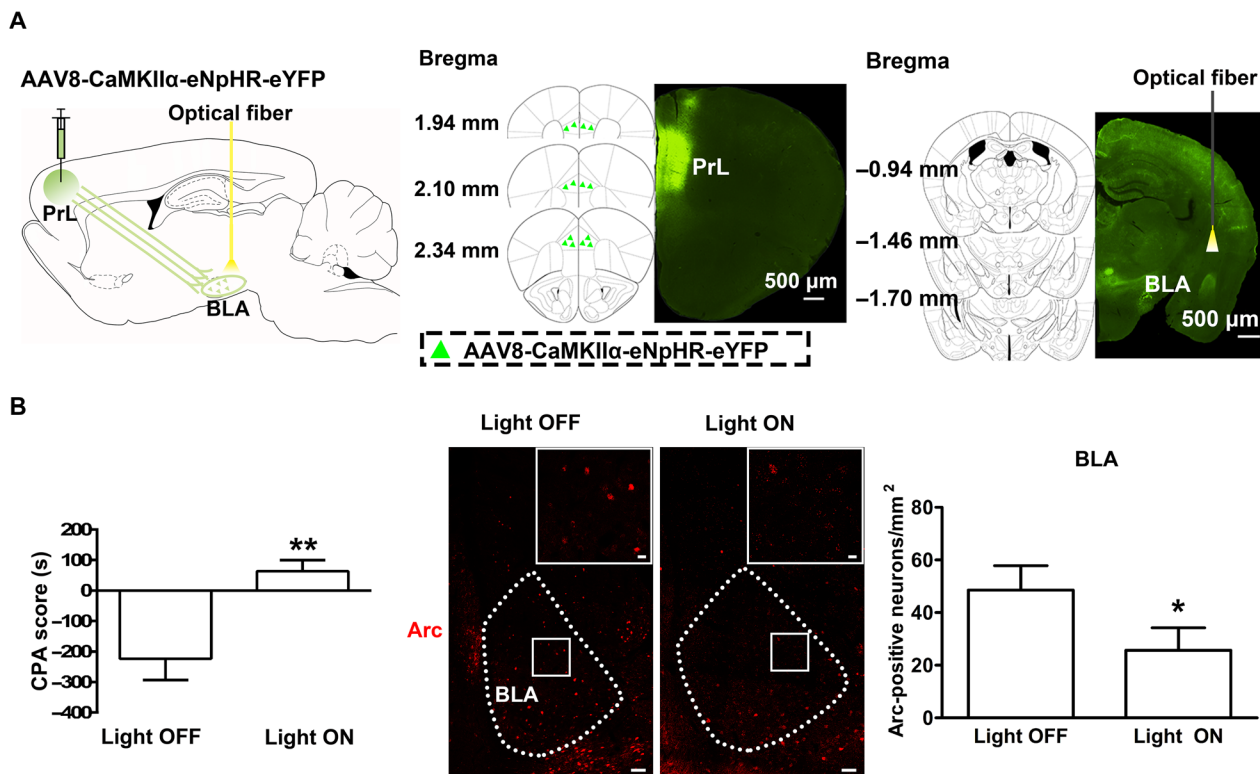 A
AAV8-CaMKIIα-eNpHR-eYFP
Optical fiber
PrL
BLA
Bregma
1.94 mm
2.10 mm
2.34 mm
PrL
500 µm
AAV8-CaMKIIα-eNpHR-eYFP
Bregma
Optical fiber
–0.94 mm
–1.46 mm
–1.70 mm
BLA
500 µm
B
CPA score (s)
200
100
0
–100
–200
–300
–400
**
Light OFF
Light ON
Light OFF
Light ON
Arc
BLA
BLA
Arc-positive neurons/mm²
80
60
40
20
0
*
Light OFF
Light ON